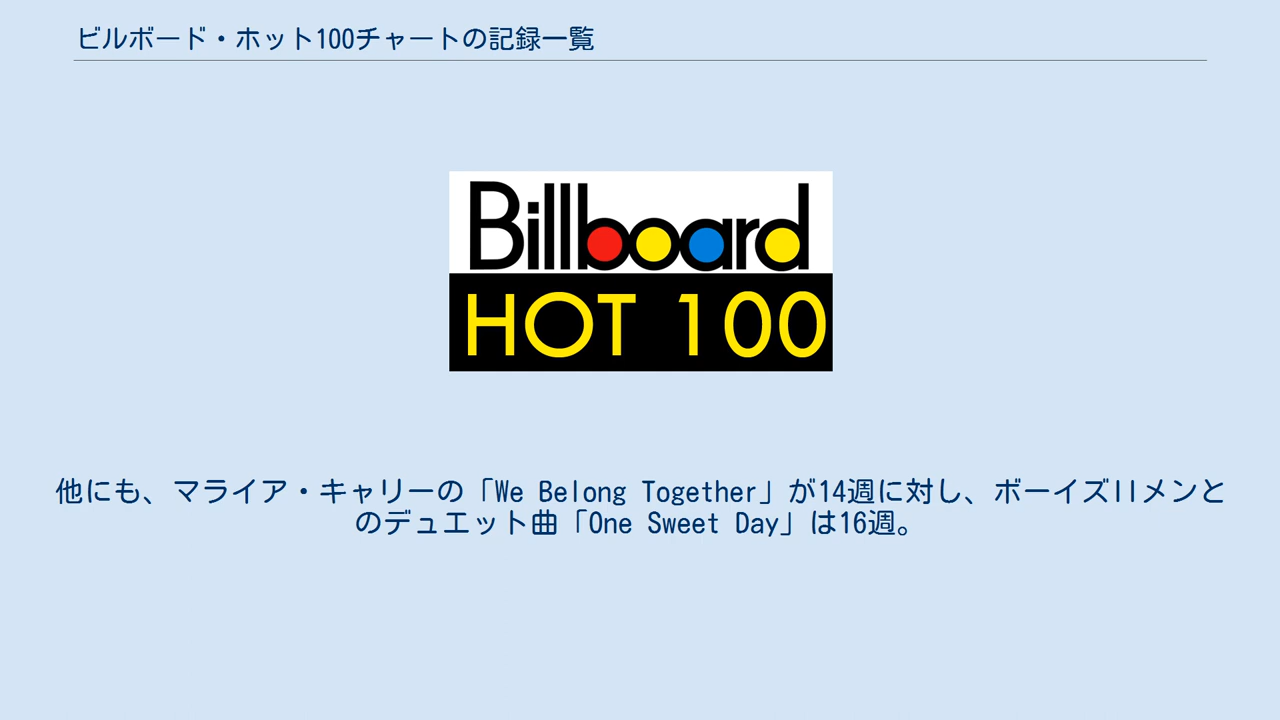 ビルボード・ホット100チャートの記録一覧
Billboard
HOT 100
他にも、マライア・キャリーの「We Belong Together」が14週に対し、ボーイズIIメンと
のデュエット曲「One Sweet Day」は16週。